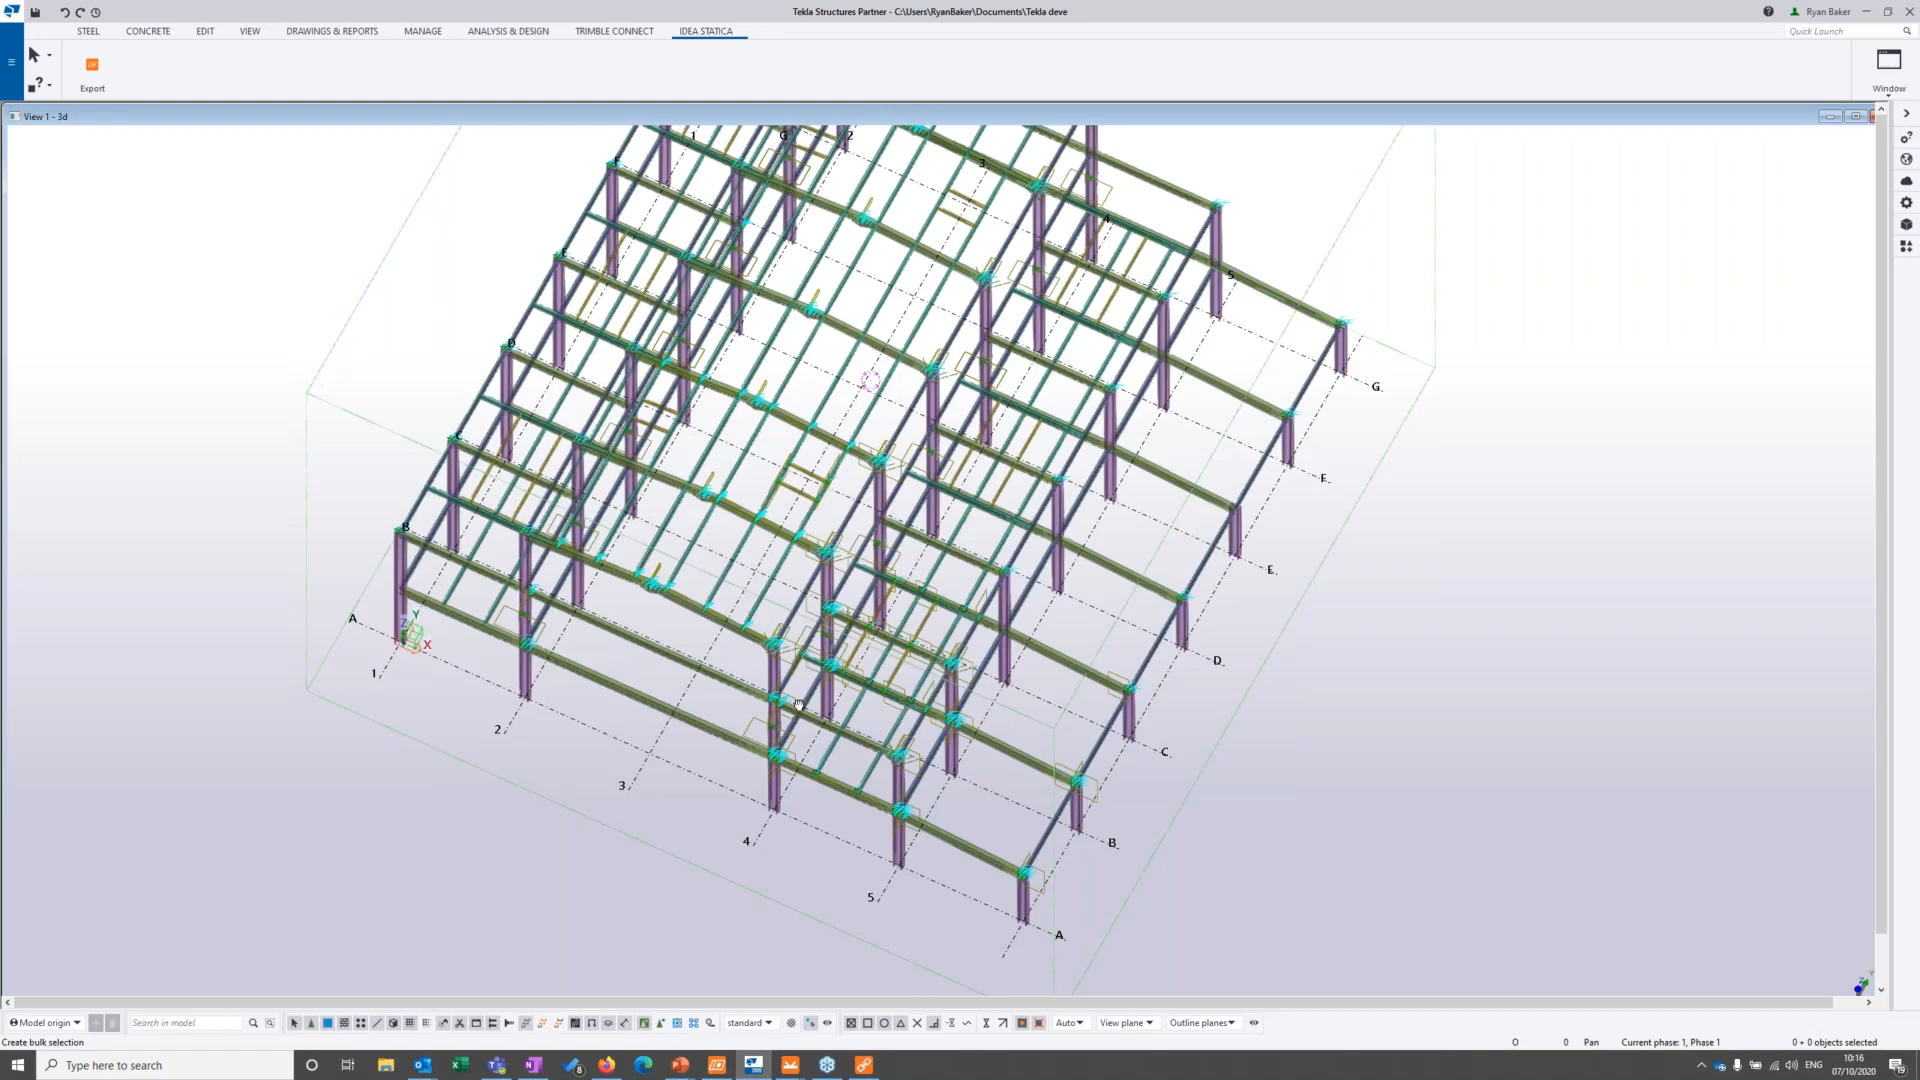 Tekla Structures Partner - C:\Users\RyanBaker\Documents\Tekla deve
Ryan Baker
STEEL CONCRETE EDIT VIEW DRAWINGS & REPORTS MANAGE ANALYSIS & DESIGN TRIMBLE CONNECT IDEA STATICA
Quick Launch
Export
Window
View 1 - 3d
1 G 2
F
3
4
E
5
D
G
C
F
B
E
A
Z Y
X
D
1
2
C
3
B
4
5
A
Model origin
Search in model
standard
Auto
View plane
Outline planes
Create bulk selection
O 0 Pan Current phase: 1, Phase 1 0 + 0 objects selected
Type here to search
8
ENG
10:16
07/10/2020
19